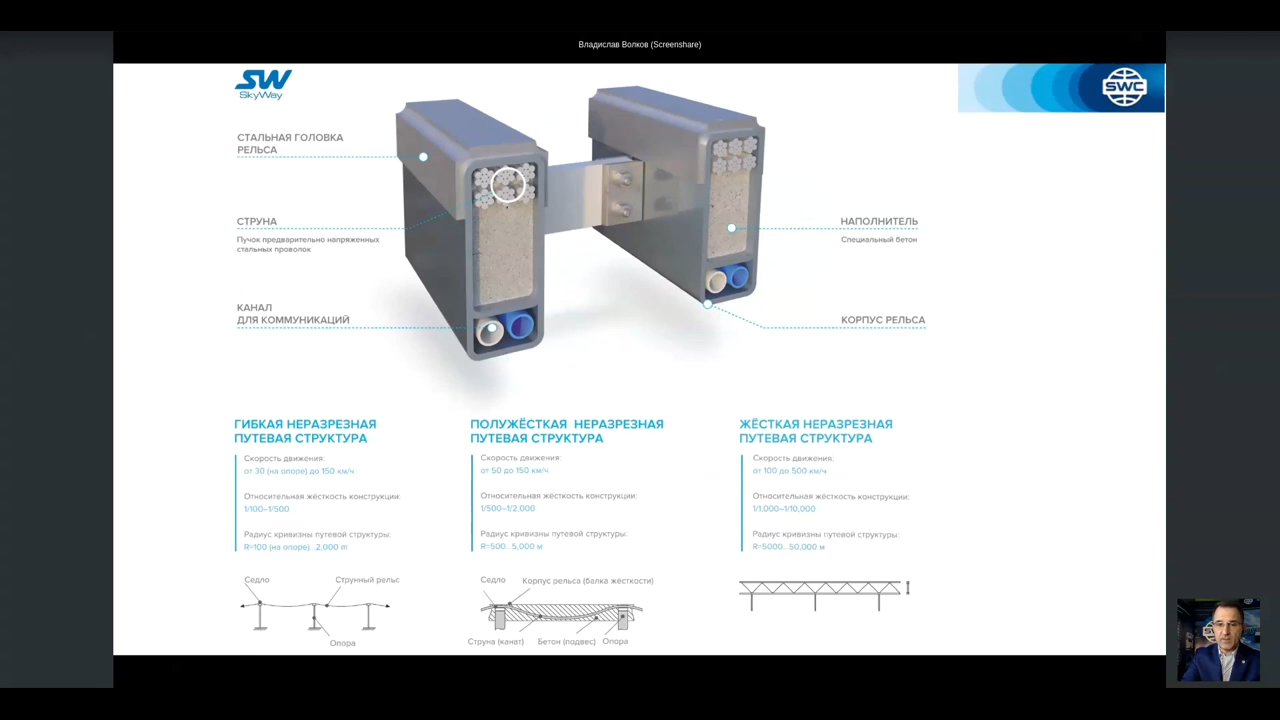 Владислав Волков (Screenshare)
SW
SkyWay
SWC
СТАЛЬНАЯ ГОЛОВКА
РЕЛЬСА
СТРУНА
Пучок предварительно напряженных
стальных проволок
КАНАЛ
ДЛЯ КОММУНИКАЦИЙ
НАПОЛНИТЕЛЬ
Специальный бетон
КОРПУС РЕЛЬСА
ГИБКАЯ НЕРАЗРЕЗНАЯ
ПУТЕВАЯ СТРУКТУРА
Скорость движения:
от 30 (на опоре) до 150 км/ч
Относительная жёсткость конструкции:
1/100–1/500
Радиус кривизны путевой структуры:
R=100 (на опоре)...2,000 m
Седло
Струнный рельс
Опора
ПОЛУЖЁСТКАЯ НЕРАЗРЕЗНАЯ
ПУТЕВАЯ СТРУКТУРА
Скорость движения:
от 50 до 150 км/ч
Относительная жёсткость конструкции:
1/500–1/2.000
Радиус кривизны путевой структуры:
R=500...5,000 м
Седло
Корпус рельса (балка жёсткости)
Струна (канат)
Бетон (подвес)
Опора
ЖЁСТКАЯ НЕРАЗРЕЗНАЯ
ПУТЕВАЯ СТРУКТУРА
Скорость движения:
от 100 до 500 км/ч
Относительная жёсткость конструкции:
1/1.000–1/10,000
Радиус кривизны путевой структуры:
R=5000...50,000 м